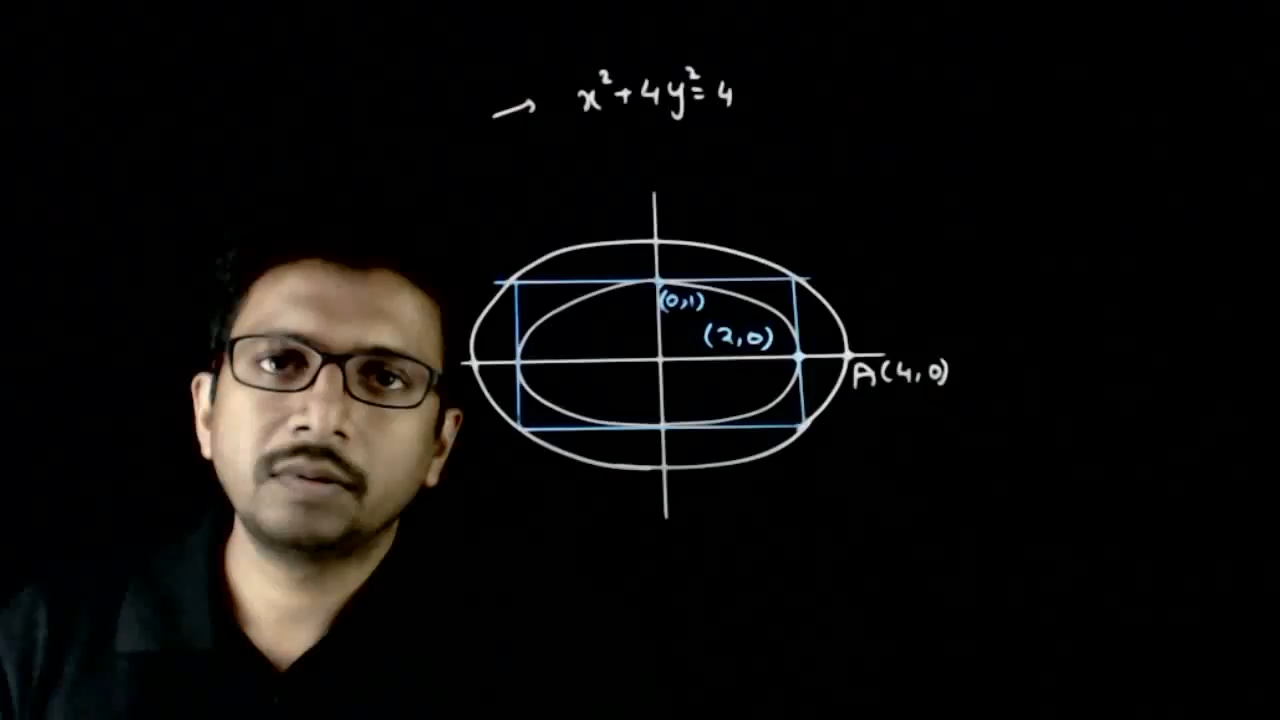 → x² + 4y² = 4
(0,1)
(2,0)
A(4,0)